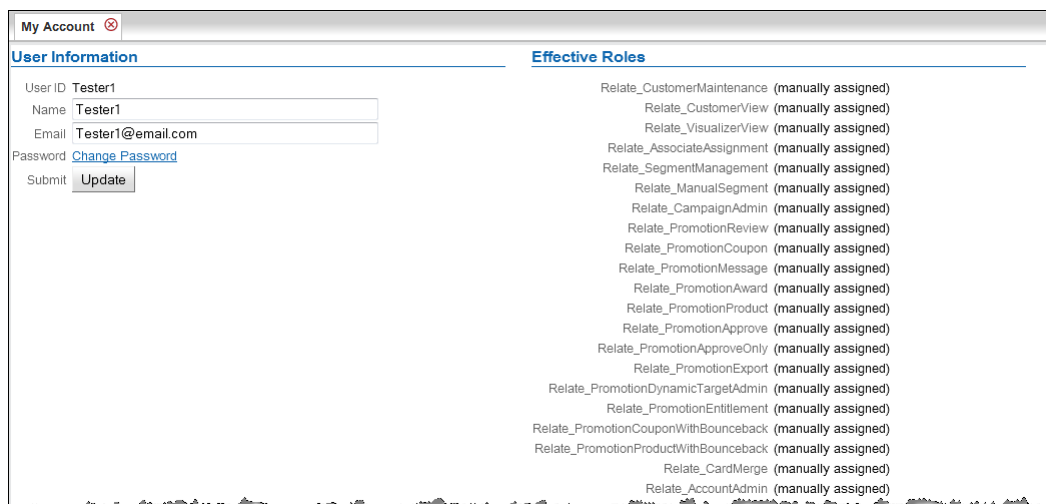 My Account
User Information
User ID Tester1
Name Tester1
Email Tester1@email.com
Password Change Password
Submit Update
Effective Roles
Relate_CustomerMaintenance (manually assigned)
Relate_CustomerView (manually assigned)
Relate_VisualizerView (manually assigned)
Relate_AssociateAssignment (manually assigned)
Relate_SegmentManagement (manually assigned)
Relate_ManualSegment (manually assigned)
Relate_CampaignAdmin (manually assigned)
Relate_PromotionReview (manually assigned)
Relate_PromotionCoupon (manually assigned)
Relate_PromotionMessage (manually assigned)
Relate_PromotionAward (manually assigned)
Relate_PromotionProduct (manually assigned)
Relate_PromotionApprove (manually assigned)
Relate_PromotionApproveOnly (manually assigned)
Relate_PromotionExport (manually assigned)
Relate_PromotionDynamicTargetAdmin (manually assigned)
Relate_PromotionEntitlement (manually assigned)
Relate_PromotionCouponWithBounceback (manually assigned)
Relate_PromotionProductWithBounceback (manually assigned)
Relate_CardMerge (manually assigned)
Relate_AccountAdmin (manually assigned)